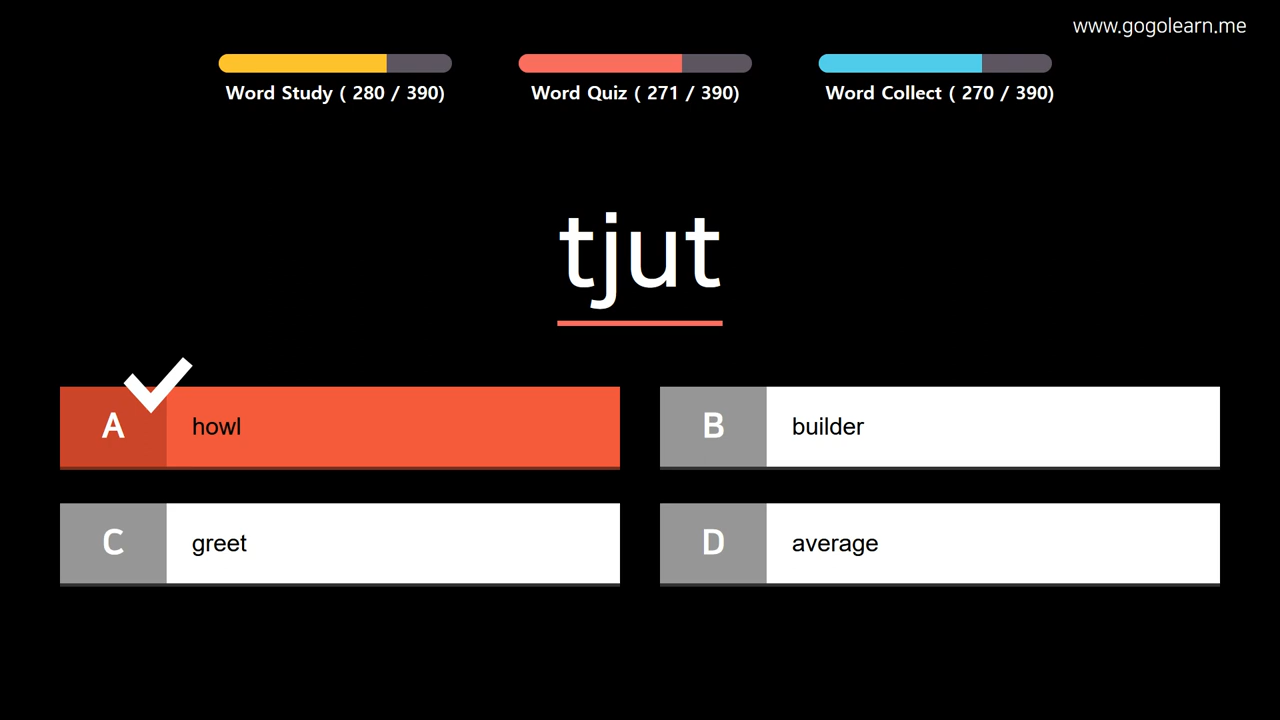 www.gogolearn.me
Word Study ( 280 / 390)
Word Quiz ( 271 / 390)
Word Collect ( 270 / 390)
tjut
A howl
B builder
C greet
D average